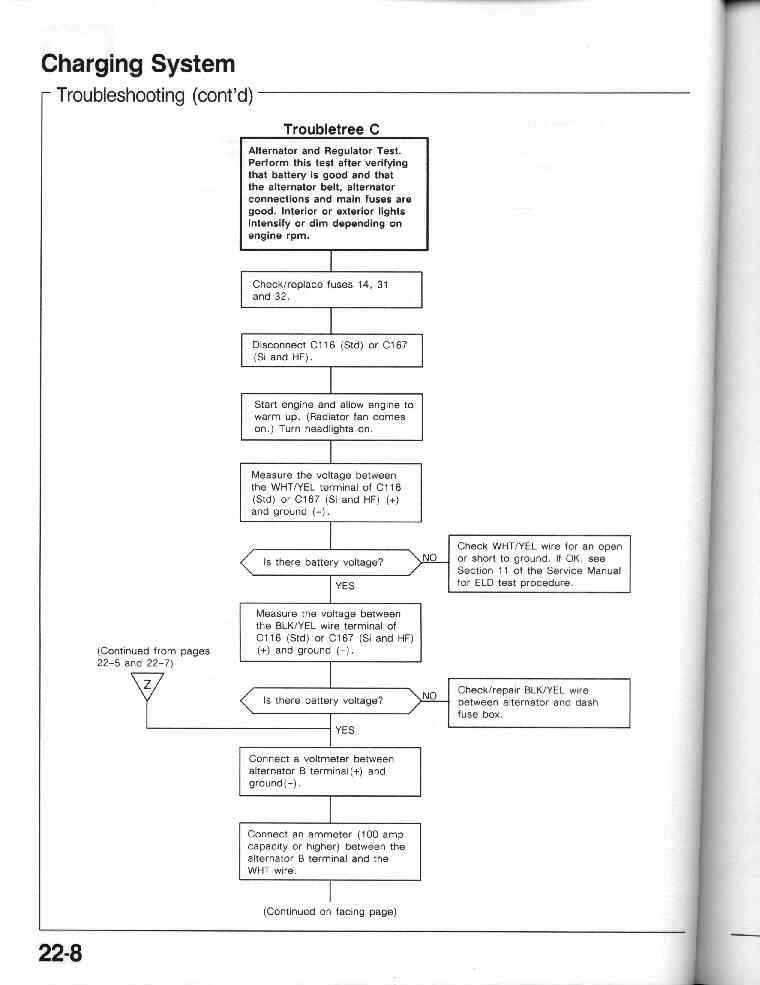 Charging System
Troubleshooting (cont'd)
Troubletree C
Alternator and Regulator Test.
Perform this test after verifying
that battery is good and that
the alternator belt, alternator
connections and main fuses are
good. Interior or exterior lights
intensify or dim depending on
engine rpm.
Check/replace fuses 14, 31
and 32.
Disconnect C116 (Std) or C167
(Si and HF).
Start engine and allow engine to
warm up. (Radiator fan comes
on.) Turn headlights on.
Measure the voltage between
the WHT/YEL terminal of C116
(Std) or C167 (Si and HF) (+)
and ground (–).
Is there battery voltage?
NO
Check WHT/YEL wire for an open
or short to ground. If OK, see
Section 11 of the Service Manual
for ELD test procedure.
YES
Measure the voltage between
the BLK/YEL wire terminal of
C116 (Std) or C167 (Si and HF)
(+) and ground (–).
(Continued from pages
22–5 and 22–7)
Z
Is there battery voltage?
NO
Check/repair BLK/YEL wire
between alternator and dash
fuse box.
YES
Connect a voltmeter between
alternator B terminal(+) and
ground(–).
Connect an ammeter (100 amp
capacity or higher) between the
alternator B terminal and the
WHT wire.
(Continued on facing page)
22-8